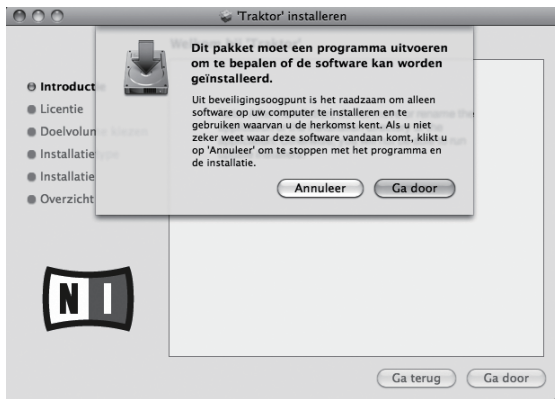 'Traktor' installeren
Dit pakket moet een programma uitvoeren
om te bepalen of de software kan worden
geïnstalleerd.
Uit beveiligingsoogpunt is het raadzaam om alleen
software op uw computer te installeren en te
gebruiken waarvan u de herkomst kent. Als u niet
zeker weet waar deze software vandaan komt, klikt u
op 'Annuleer' om te stoppen met het programma en
de installatie.
Annuleer Ga door
Introduct
Licentie
Doelvolum
Installatie
Installatie
Overzicht
NI
Ga terug Ga door